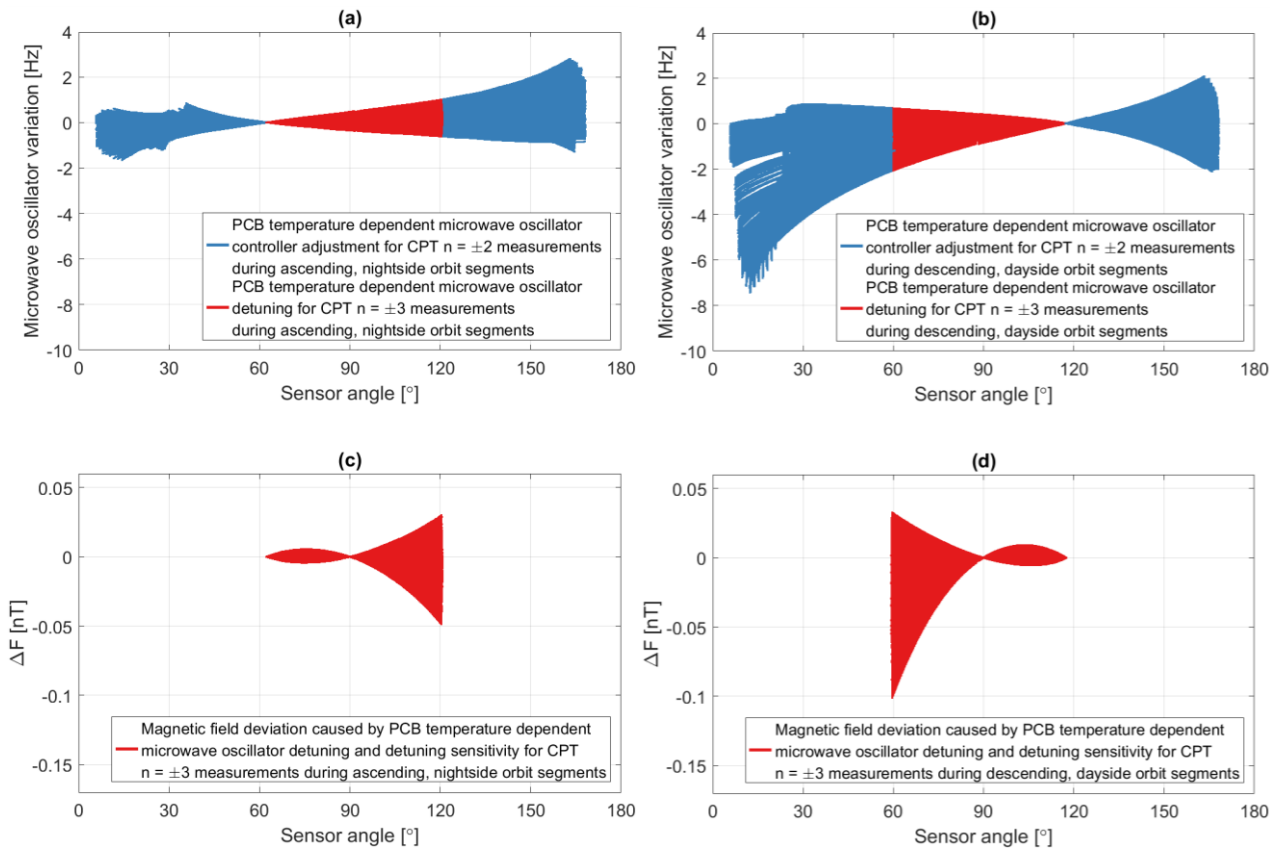 (a)
4
2
0
-2
-4
-6
-8
-10
Microwave oscillator variation [Hz]
PCB temperature dependent microwave oscillator
controller adjustment for CPT n = ±2 measurements
during ascending, nightside orbit segments
PCB temperature dependent microwave oscillator
detuning for CPT n = ±3 measurements
during ascending, nightside orbit segments
0 30 60 90 120 150 180
Sensor angle [°]
(b)
4
2
0
-2
-4
-6
-8
-10
Microwave oscillator variation [Hz]
PCB temperature dependent microwave oscillator
controller adjustment for CPT n = ±2 measurements
during descending, dayside orbit segments
PCB temperature dependent microwave oscillator
detuning for CPT n = ±3 measurements
during descending, dayside orbit segments
0 30 60 90 120 150 180
Sensor angle [°]
(c)
0.05
0
-0.05
-0.1
-0.15
ΔF [nT]
Magnetic field deviation caused by PCB temperature dependent
microwave oscillator detuning and detuning sensitivity for CPT
n = ±3 measurements during ascending, nightside orbit segments
0 30 60 90 120 150 180
Sensor angle [°]
(d)
0.05
0
-0.05
-0.1
-0.15
ΔF [nT]
Magnetic field deviation caused by PCB temperature dependent
microwave oscillator detuning and detuning sensitivity for CPT
n = ±3 measurements during descending, dayside orbit segments
0 30 60 90 120 150 180
Sensor angle [°]